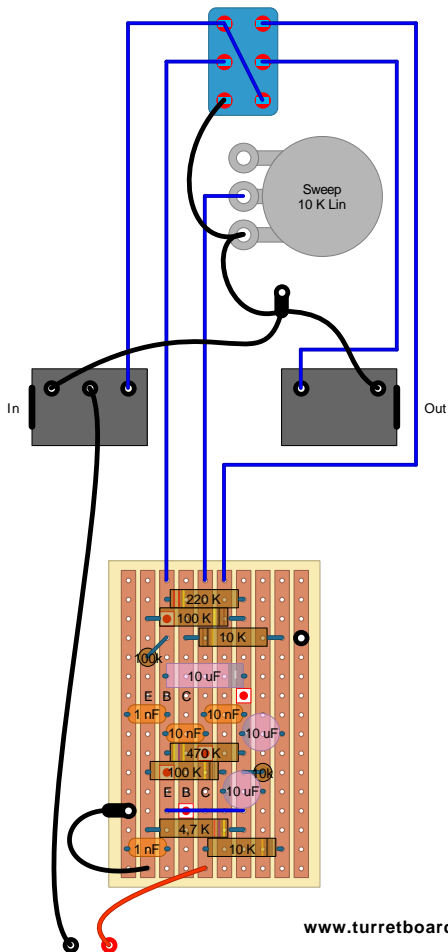 Sweep
10 K Lin
In
Out
220 K
100 K
10 K
100k
10 uF
E B C
1 nF
10 nF
10 nF
10 uF
470 K
100 K
10k
E B C
10 uF
4,7 K
1 nF
10 K
www.turretboar